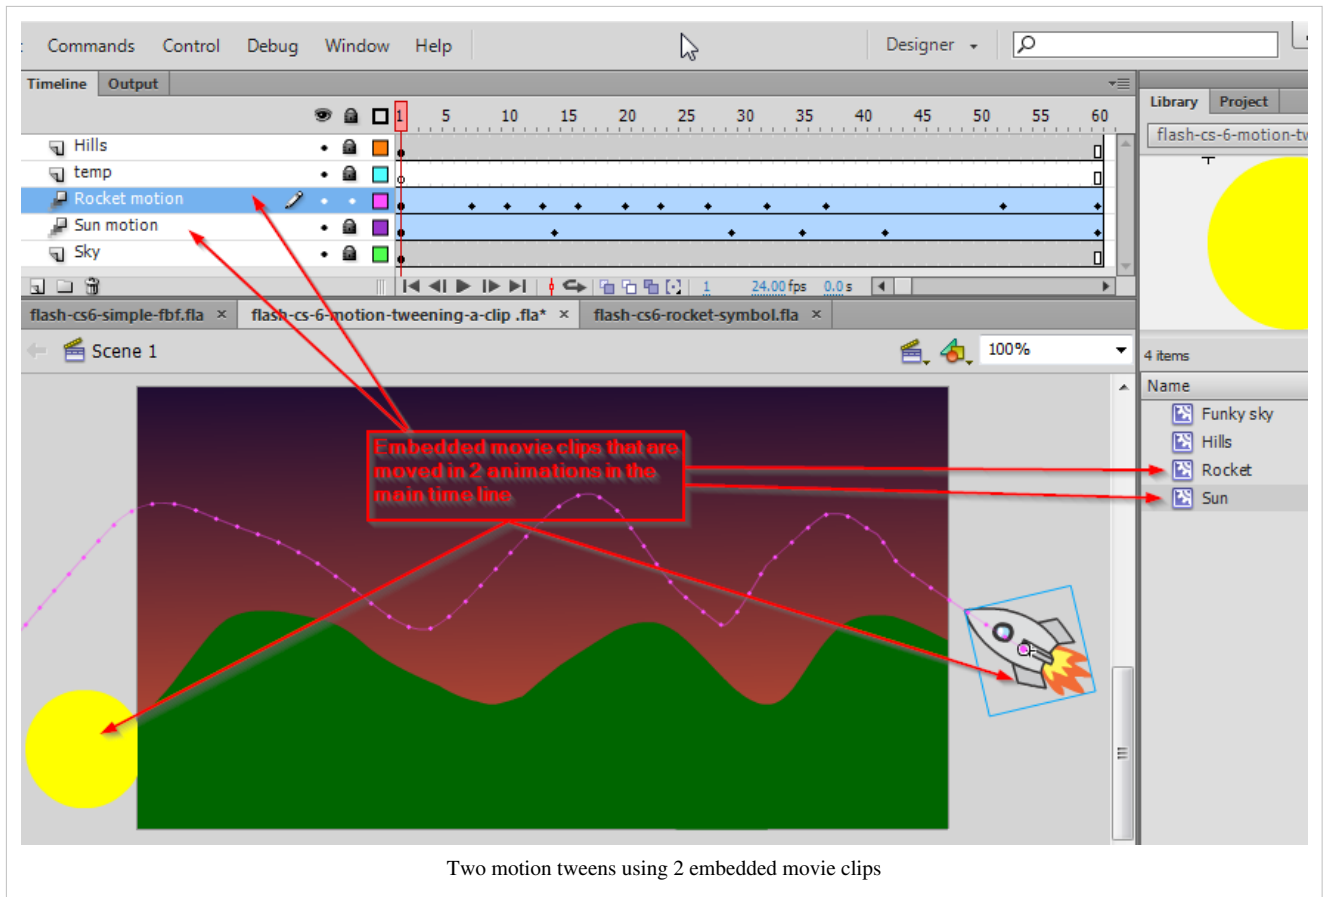 Commands Control Debug Window Help Designer
Timeline Output
Library Project
1 5 10 15 20 25 30 35 40 45 50 55 60
flash-cs-6-motion-tw
Hills
temp
Rocket motion
Sun motion
Sky
1 24.00 fps 0.0 s
flash-cs6-simple-fbf.fla × flash-cs-6-motion-tweening-a-clip .fla* × flash-cs6-rocket-symbol.fla ×
Scene 1 100%
4 items
Name
Funky sky
Hills
Rocket
Sun
Embedded movie clips that are
moved in 2 animations in the
main time line
Two motion tweens using 2 embedded movie clips